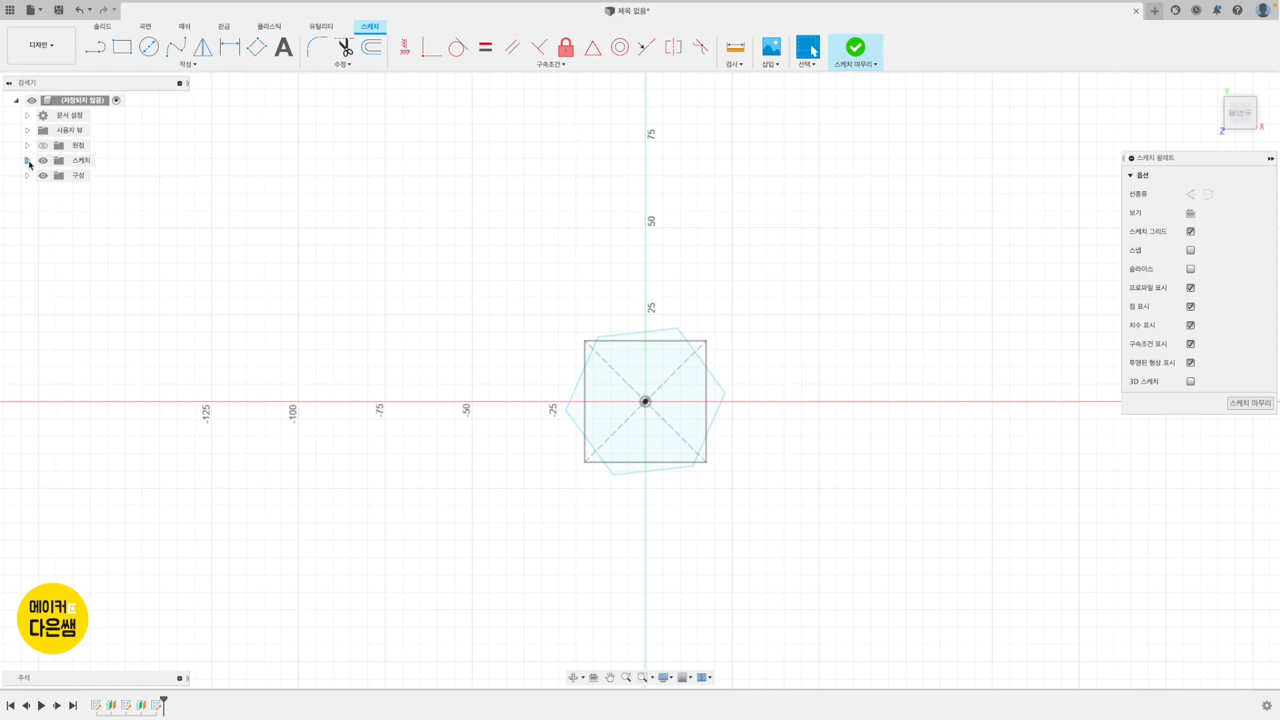 제목 없음*
디자인
솔리드
곡면
메쉬
판금
플라스틱
유틸리티
스케치
작성
수정
구속조건
검사
삽입
선택
스케치 마무리
검색기
(저장되지 않음)
문서 설정
사용자 뷰
원점
스케치
구성
75
50
25
-125
-100
-75
-50
-25
Y
X
Z
스케치 팔레트
옵션
선종류
보기
스케치 그리드
스냅
슬라이스
프로파일 표시
점 표시
치수 표시
구속조건 표시
투영된 형상 표시
3D 스케치
스케치 마무리
메이커
다은쌤
주석